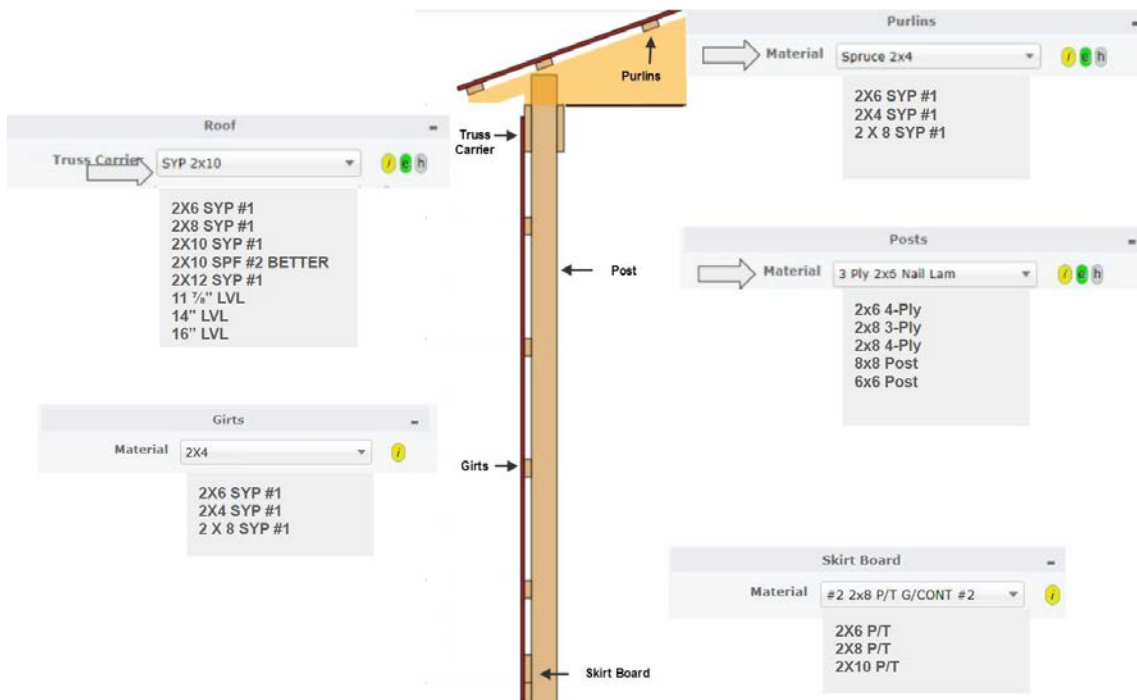 Purlins
Material Spruce 2x4 i e h
2X6 SYP #1
2X4 SYP #1
2 X 8 SYP #1
Purlins
Roof
Truss Carrier SYP 2x10 i e h
2X6 SYP #1
2X8 SYP #1
2X10 SYP #1
2X10 SPF #2 BETTER
2X12 SYP #1
11 ⅞” LVL
14” LVL
16” LVL
Truss
Carrier
Posts
Material 3 Ply 2x6 Nail Lam i e h
2x6 4-Ply
2x8 3-Ply
2x8 4-Ply
8x8 Post
6x6 Post
Post
Girts
Material 2X4 i
2X6 SYP #1
2X4 SYP #1
2 X 8 SYP #1
Girts
Skirt Board
Material #2 2x8 P/T G/CONT #2 i
2X6 P/T
2X8 P/T
2X10 P/T
Skirt Board